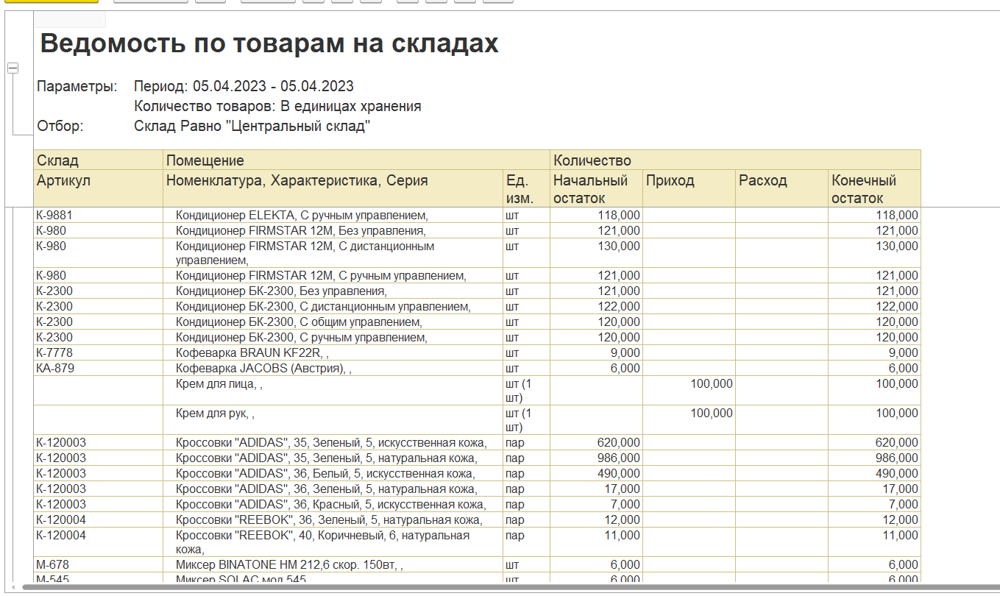 Ведомость по товарам на складах
Параметры: Период: 05.04.2023 - 05.04.2023
Количество товаров: В единицах хранения
Отбор: Склад Равно "Центральный склад"
Склад Помещение Количество
Артикул Номенклатура, Характеристика, Серия Ед. изм. Начальный остаток Приход Расход Конечный остаток
К-9881 Кондиционер ELEKTA, С ручным управлением, шт 118,000 118,000
К-980 Кондиционер FIRMSTAR 12М, Без управления, шт 121,000 121,000
К-980 Кондиционер FIRMSTAR 12М, С дистанционным шт 130,000 130,000
управлением,
К-980 Кондиционер FIRMSTAR 12М, С ручным управлением, шт 121,000 121,000
К-2300 Кондиционер БК-2300, Без управления, шт 121,000 121,000
К-2300 Кондиционер БК-2300, С дистанционным управлением, шт 122,000 122,000
К-2300 Кондиционер БК-2300, С общим управлением, шт 120,000 120,000
К-2300 Кондиционер БК-2300, С ручным управлением, шт 120,000 120,000
К-7778 Кофеварка BRAUN KF22R, , шт 9,000 9,000
КА-879 Кофеварка JACOBS (Австрия), , шт 6,000 6,000
Крем для лица, , шт (1 100,000 100,000
шт)
Крем для рук, , шт (1 100,000 100,000
шт)
К-120003 Кроссовки "ADIDAS", 35, Зеленый, 5, искусственная кожа, пар 620,000 620,000
К-120003 Кроссовки "ADIDAS", 35, Зеленый, 5, натуральная кожа, пар 986,000 986,000
К-120003 Кроссовки "ADIDAS", 36, Белый, 5, искусственная кожа, пар 490,000 490,000
К-120003 Кроссовки "ADIDAS", 36, Зеленый, 5, натуральная кожа, пар 17,000 17,000
К-120003 Кроссовки "ADIDAS", 36, Красный, 5, искусственная кожа, пар 7,000 7,000
К-120004 Кроссовки "REEBOK", 36, Зеленый, 5, натуральная кожа, пар 12,000 12,000
К-120004 Кроссовки "REEBOK", 40, Коричневый, 6, натуральная пар 11,000 11,000
кожа,
М-678 Миксер BINATONE HM 212,6 скор. 150вт, , шт 6,000 6,000
М-545 Миксер SOLAC мод.545 шт 6,000 6,000